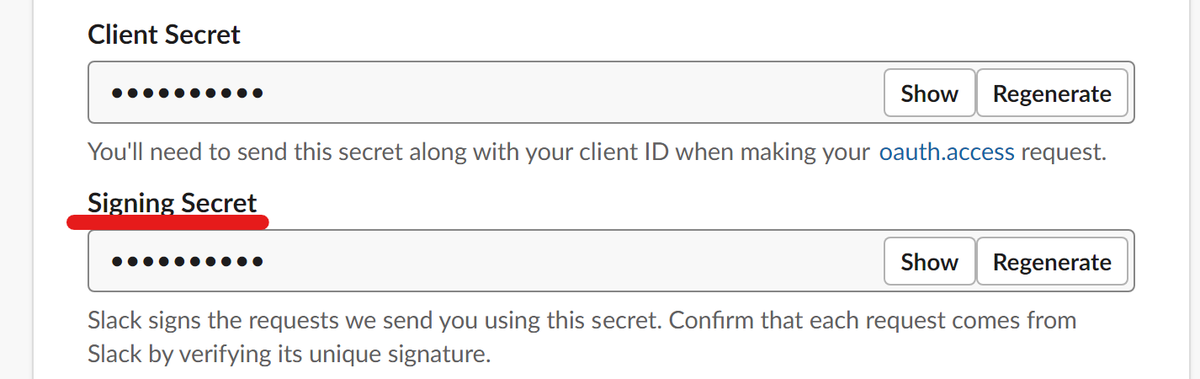 Client Secret
•••••••••• Show Regenerate
You'll need to send this secret along with your client ID when making your oauth.access request.
Signing Secret
•••••••••• Show Regenerate
Slack signs the requests we send you using this secret. Confirm that each request comes from
Slack by verifying its unique signature.